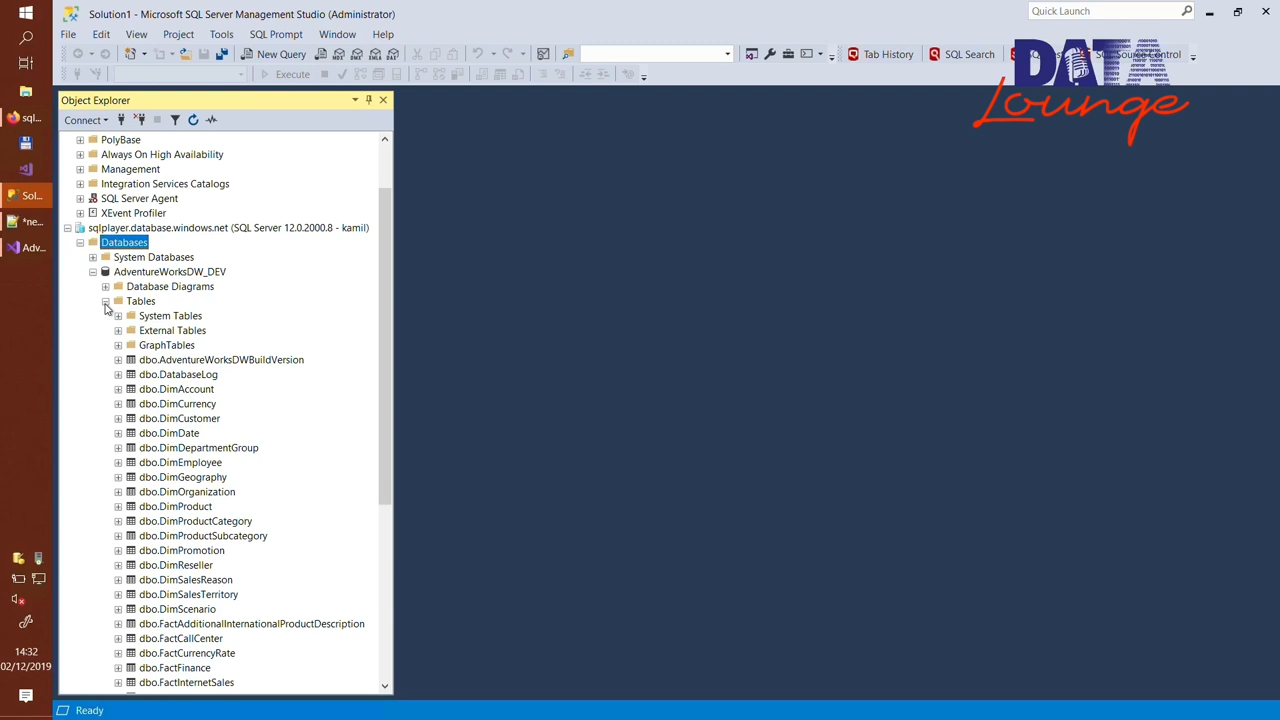 Solution1 - Microsoft SQL Server Management Studio (Administrator)
Quick Launch
File Edit View Project Tools SQL Prompt Window Help
New Query
Tab History SQL Search
Execute
DATA
Lounge
Object Explorer
Connect
PolyBase
Always On High Availability
Management
Integration Services Catalogs
SQL Server Agent
XEvent Profiler
sqlplayer.database.windows.net (SQL Server 12.0.2000.8 - kamil)
Databases
System Databases
AdventureWorksDW_DEV
Database Diagrams
Tables
System Tables
External Tables
GraphTables
dbo.AdventureWorksDWBuildVersion
dbo.DatabaseLog
dbo.DimAccount
dbo.DimCurrency
dbo.DimCustomer
dbo.DimDate
dbo.DimDepartmentGroup
dbo.DimEmployee
dbo.DimGeography
dbo.DimOrganization
dbo.DimProduct
dbo.DimProductCategory
dbo.DimProductSubcategory
dbo.DimPromotion
dbo.DimReseller
dbo.DimSalesReason
dbo.DimSalesTerritory
dbo.DimScenario
dbo.FactAdditionalInternationalProductDescription
dbo.FactCallCenter
dbo.FactCurrencyRate
dbo.FactFinance
dbo.FactInternetSales
sql...
Sol...
*ne...
Adv...
14:32
02/12/2019
Ready